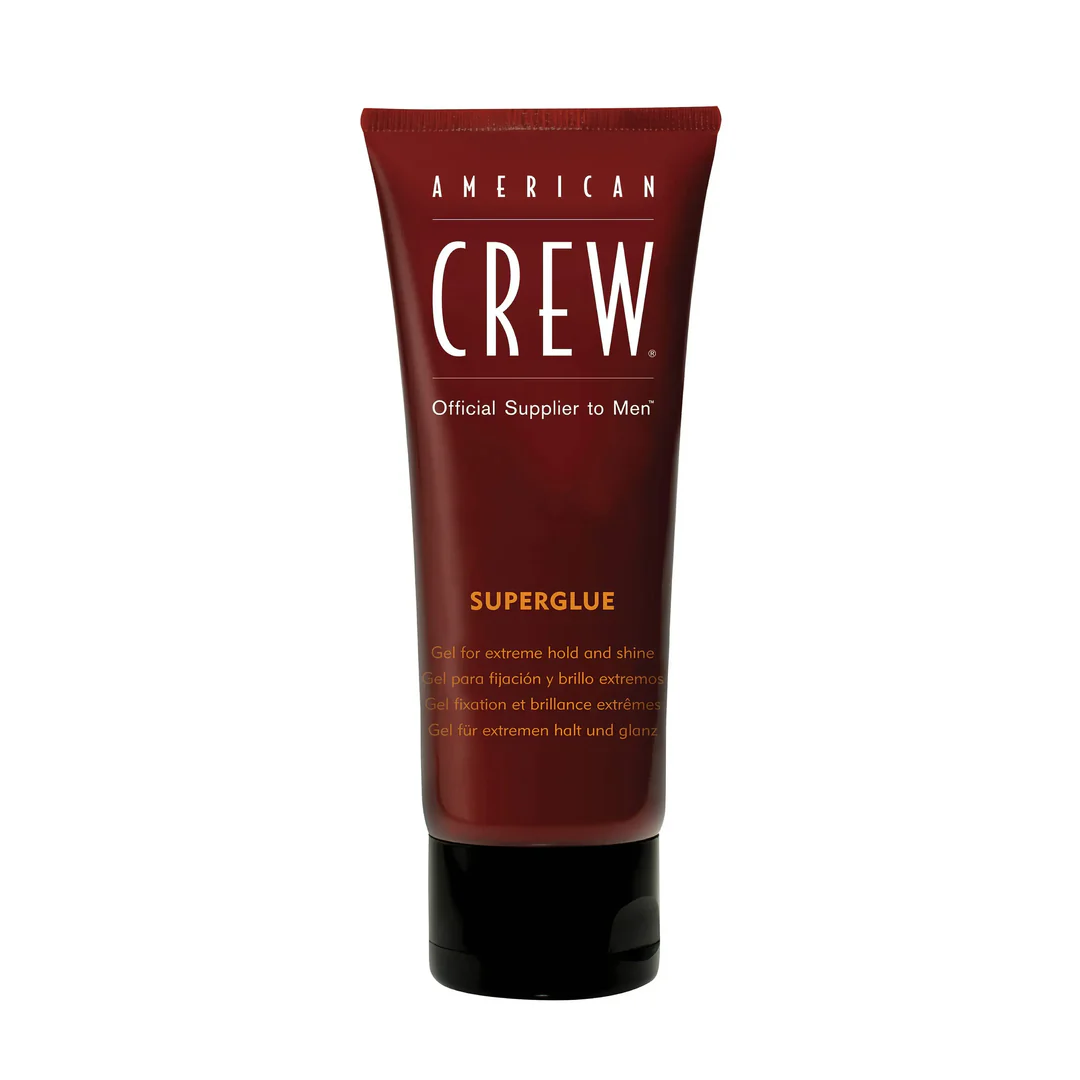 AMERICAN
CREW®
Official Supplier to Men™
SUPERGLUE
Gel for extreme hold and shine
Gel para fijación y brillo extremos
Gel fixation et brillance extrêmes
Gel für extremen halt und glanz